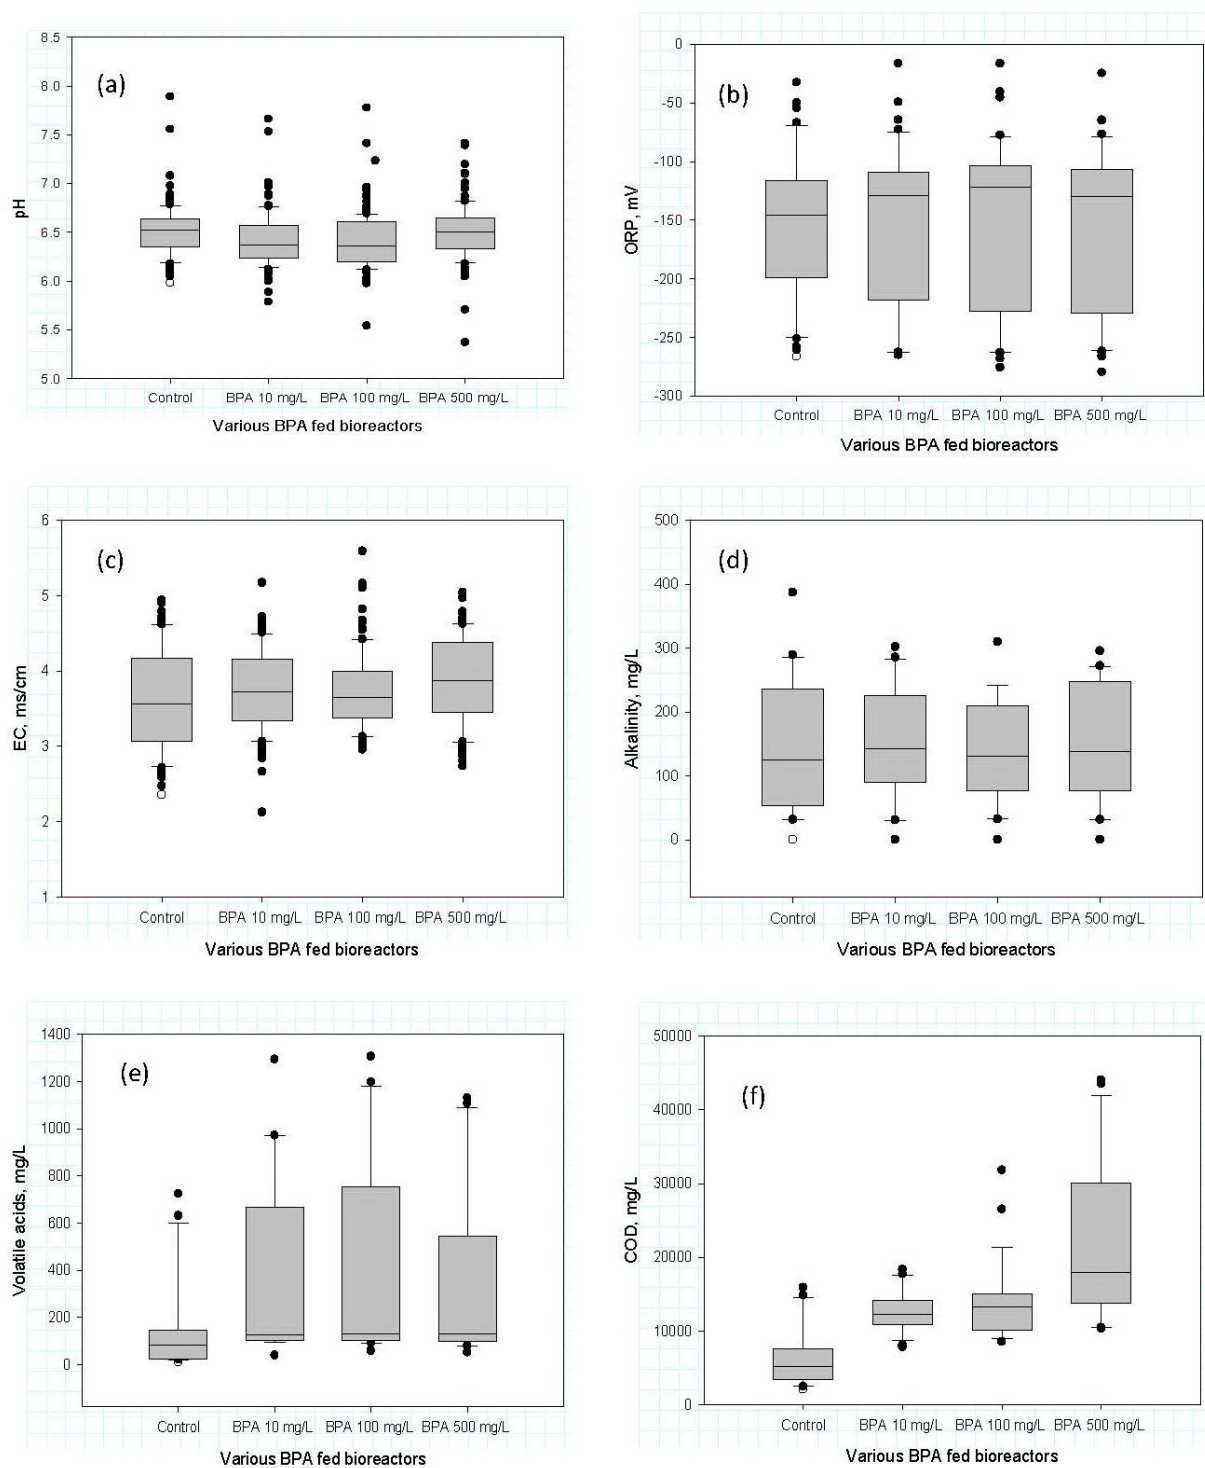 (a)
pH
8.5
8.0
7.5
7.0
6.5
6.0
5.5
5.0
Control BPA 10 mg/L BPA 100 mg/L BPA 500 mg/L
Various BPA fed bioreactors
(b)
ORP, mV
0
-50
-100
-150
-200
-250
-300
Control BPA 10 mg/L BPA 100 mg/L BPA 500 mg/L
Various BPA fed bioreactors
(c)
EC, ms/cm
6
5
4
3
2
1
Control BPA 10 mg/L BPA 100 mg/L BPA 500 mg/L
Various BPA fed bioreactors
(d)
Alkalinity, mg/L
500
400
300
200
100
0
Control BPA 10 mg/L BPA 100 mg/L BPA 500 mg/L
Various BPA fed bioreactors
(e)
Volatile acids, mg/L
1400
1200
1000
800
600
400
200
0
Control BPA 10 mg/L BPA 100 mg/L BPA 500 mg/L
Various BPA fed bioreactors
(f)
COD, mg/L
50000
40000
30000
20000
10000
0
Control BPA 10 mg/L BPA 100 mg/L BPA 500 mg/L
Various BPA fed bioreactors